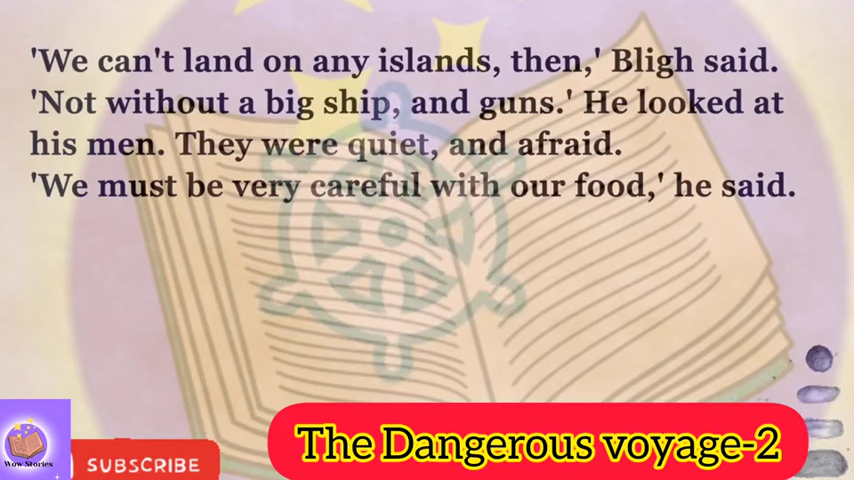 'We can't land on any islands, then,' Bligh said.
'Not without a big ship, and guns.' He looked at
his men. They were quiet, and afraid.
'We must be very careful with our food,' he said.
The Dangerous voyage-2
Wow Stories
SUBSCRIBE